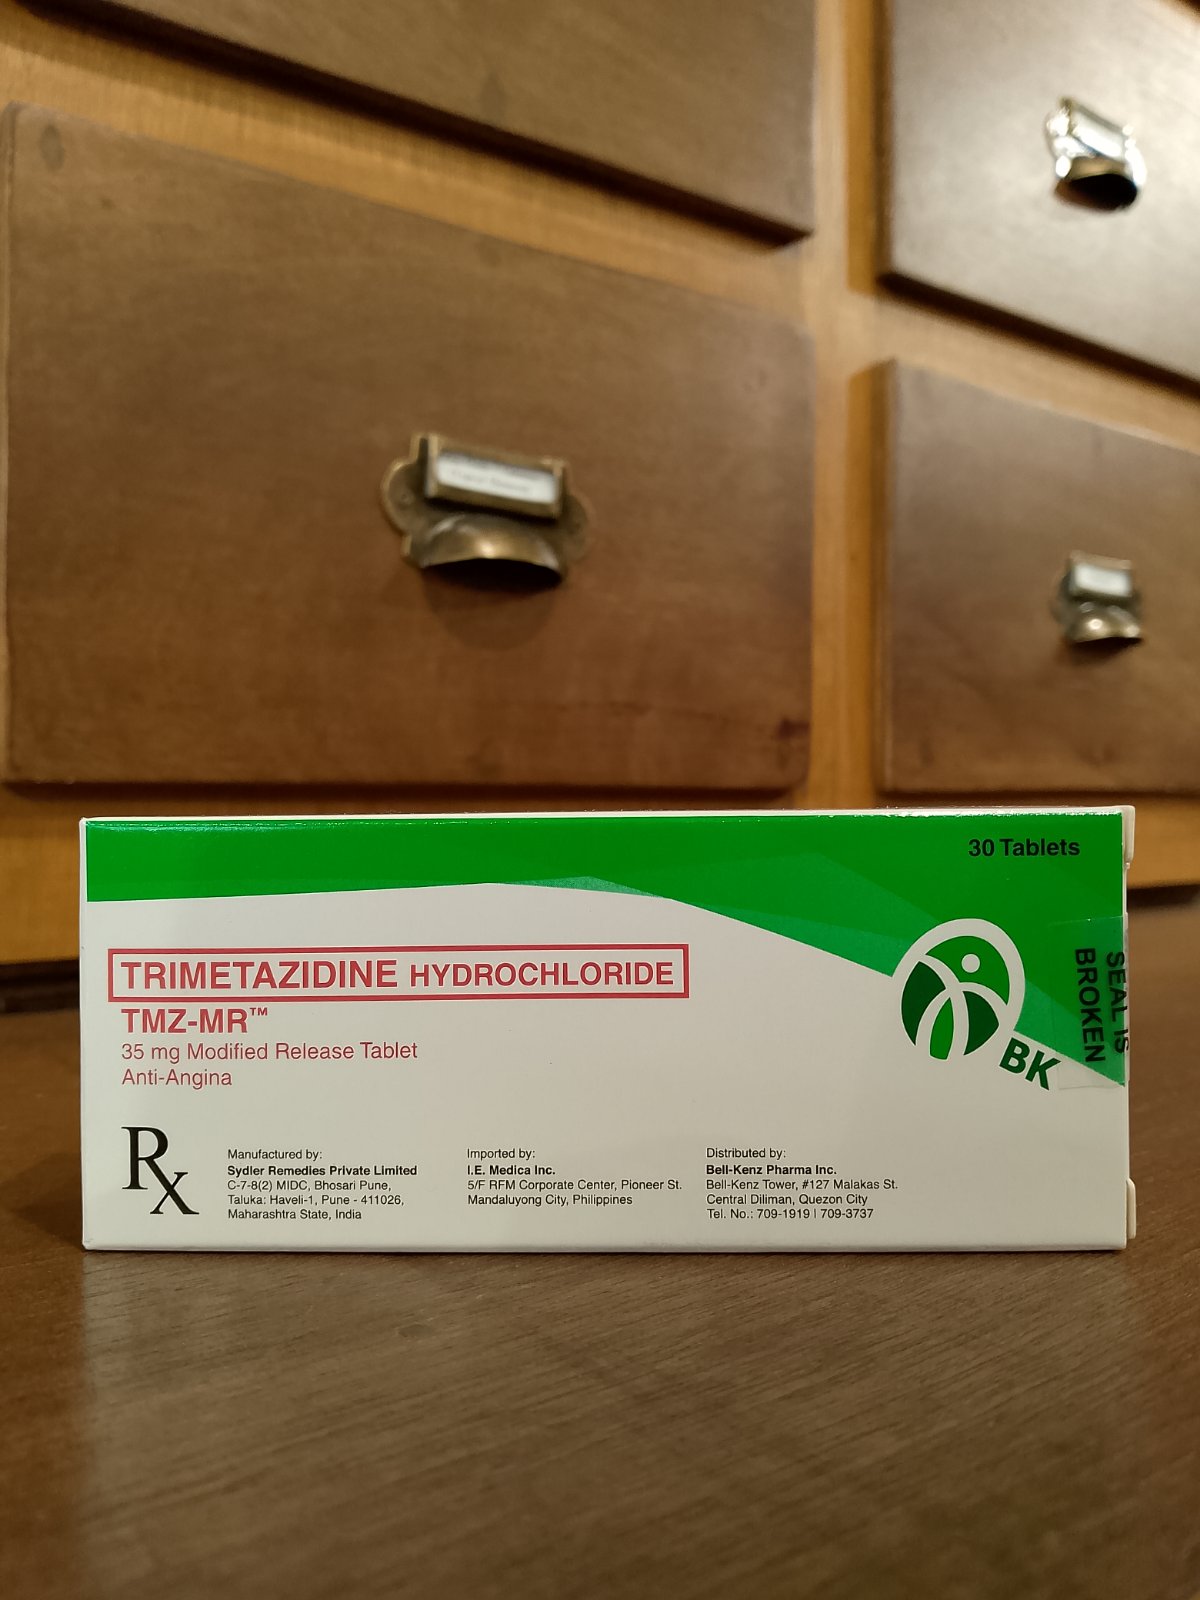 30 Tablets
TRIMETAZIDINE HYDROCHLORIDE
TMZ-MR™
35 mg Modified Release Tablet
Anti-Angina
BK
SEAL IS
BROKEN
Rx
Manufactured by:
Sydler Remedies Private Limited
C-7-8(2) MIDC, Bhosari Pune,
Taluka: Haveli-1, Pune - 411026,
Maharashtra State, India
Imported by:
I.E. Medica Inc.
5/F RFM Corporate Center, Pioneer St.
Mandaluyong City, Philippines
Distributed by:
Bell-Kenz Pharma Inc.
Bell-Kenz Tower, #127 Malakas St.
Central Diliman, Quezon City
Tel. No.: 709-1919 | 709-3737